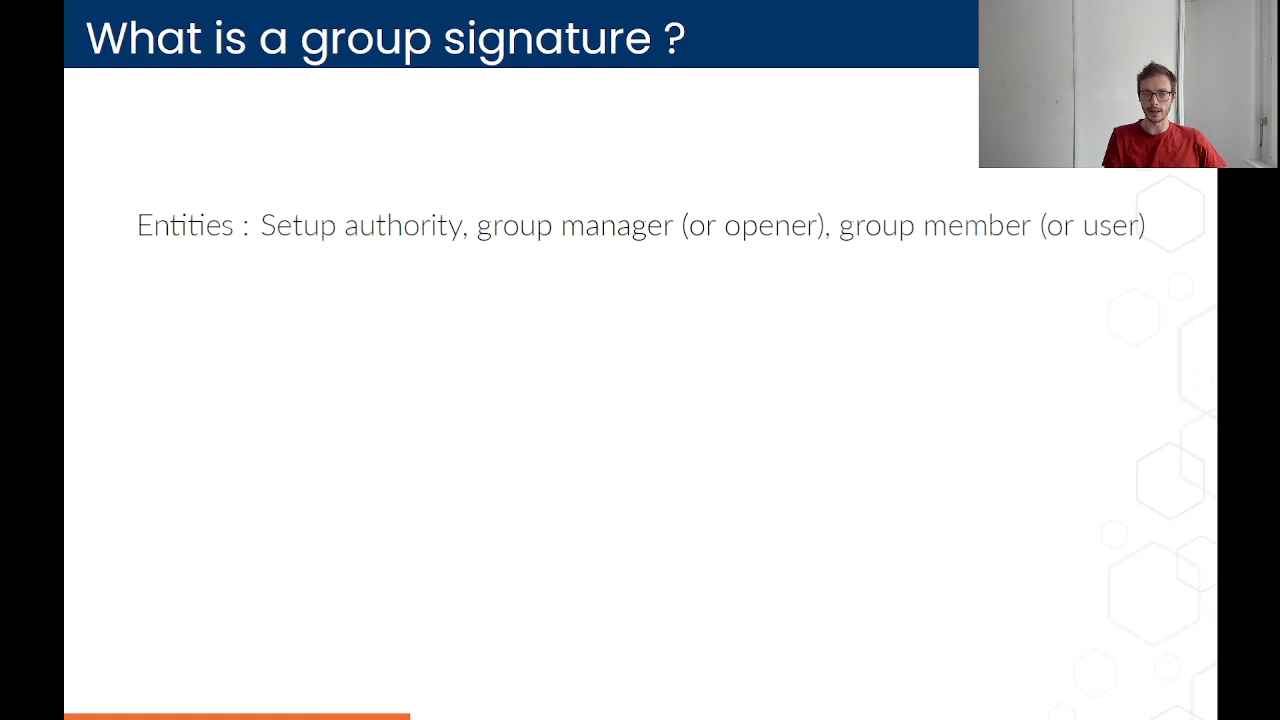 What is a group signature ?
Entities : Setup authority, group manager (or opener), group member (or user)